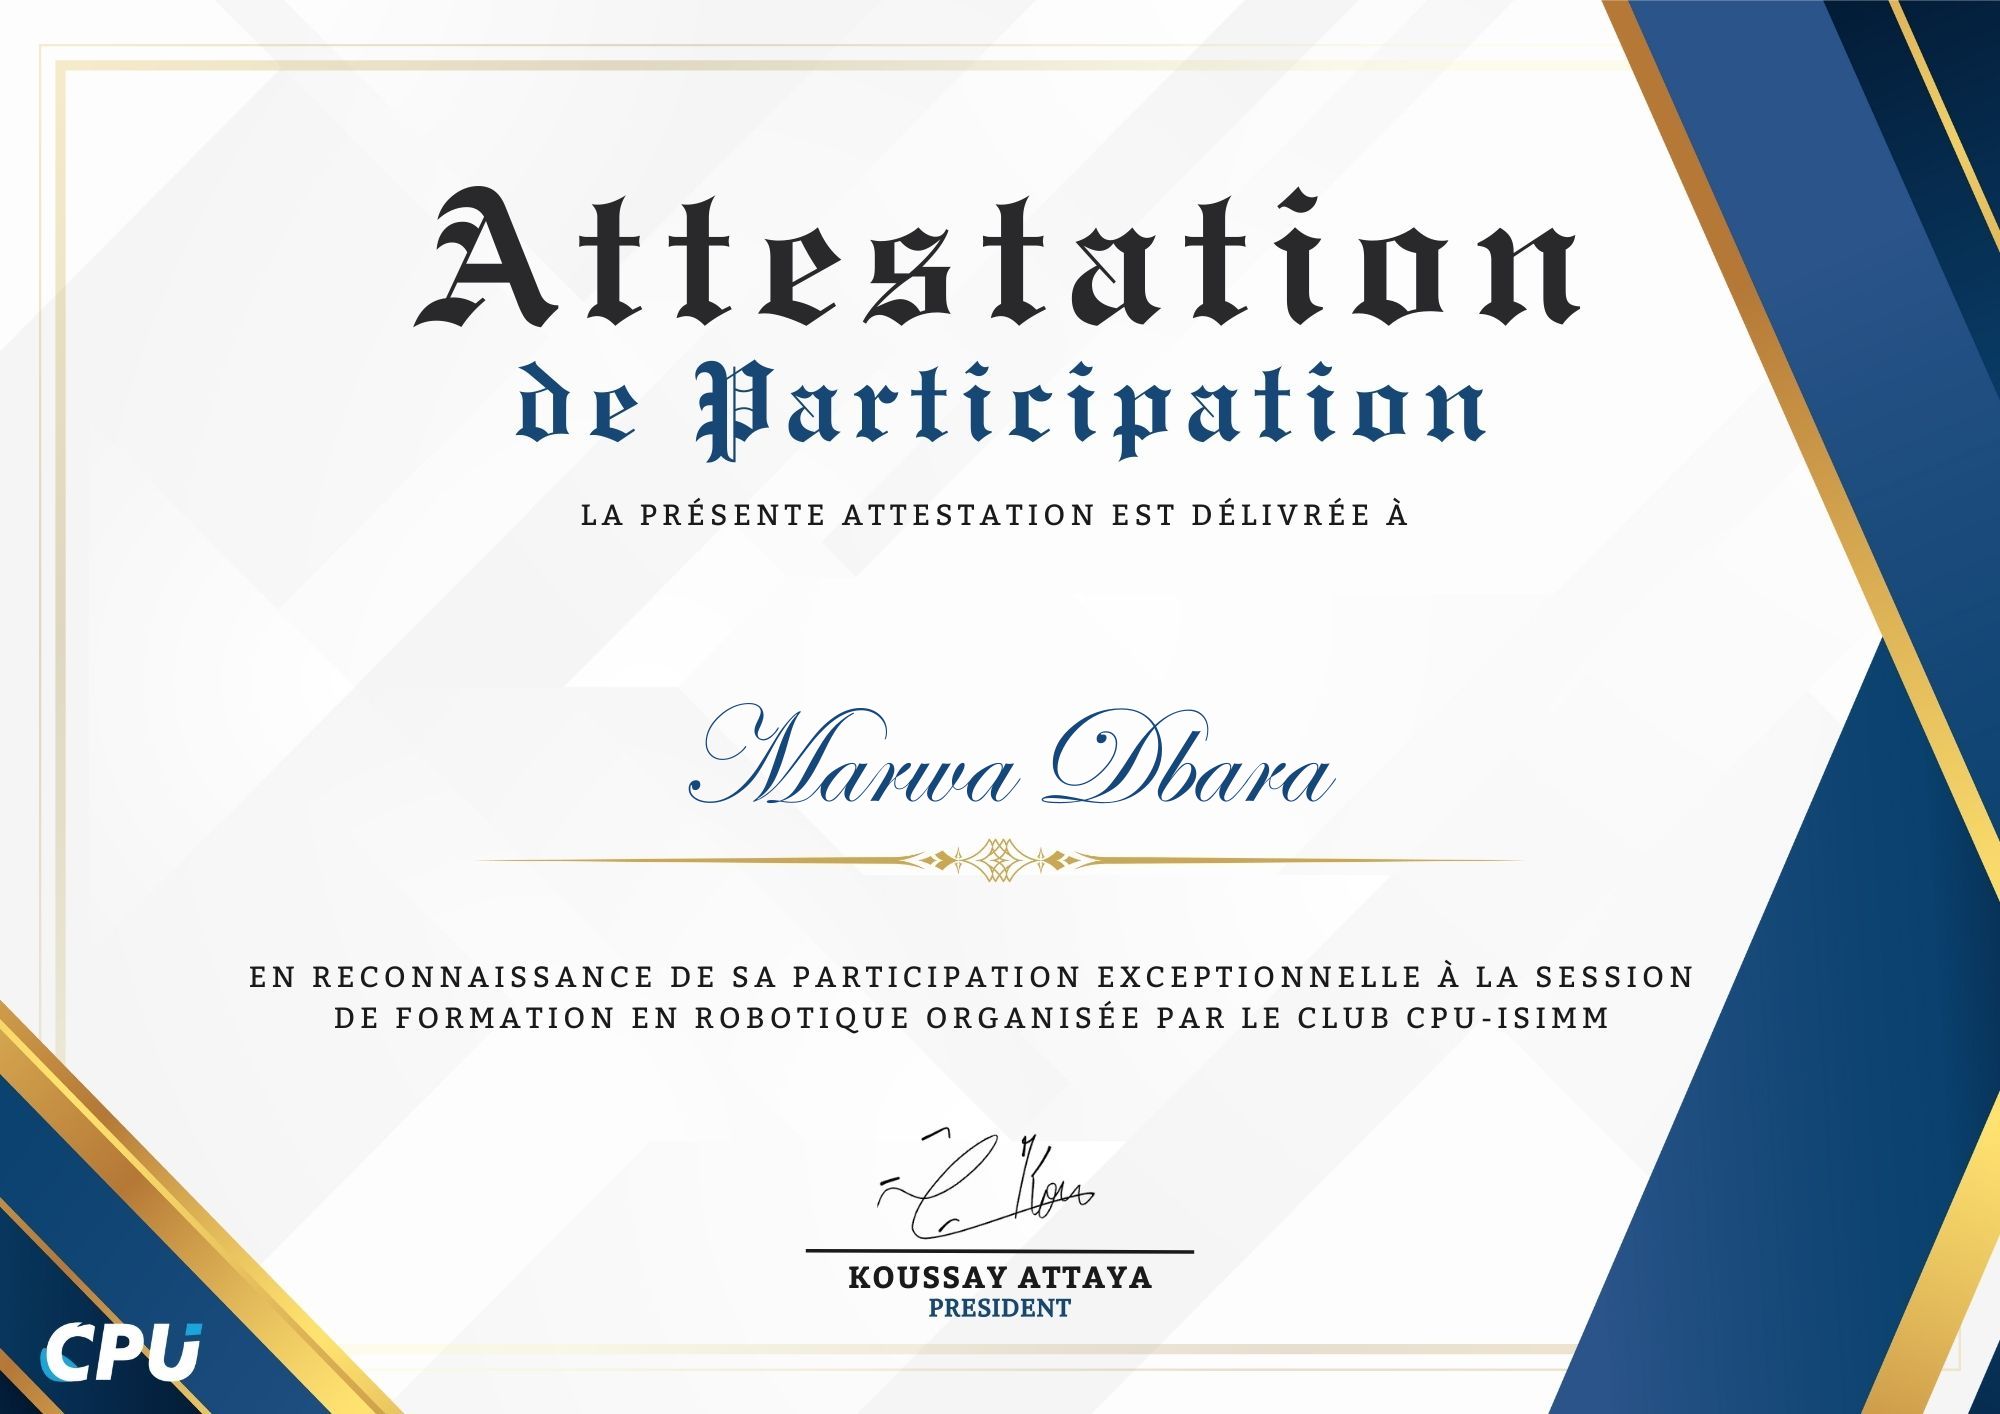 Attestation
de Participation
LA PRÉSENTE ATTESTATION EST DÉLIVRÉE À
Marwa Dbara
EN RECONNAISSANCE DE SA PARTICIPATION EXCEPTIONNELLE À LA SESSION
DE FORMATION EN ROBOTIQUE ORGANISÉE PAR LE CLUB CPU-ISIMM
KOUSSAY ATTAYA
PRESIDENT
CPU